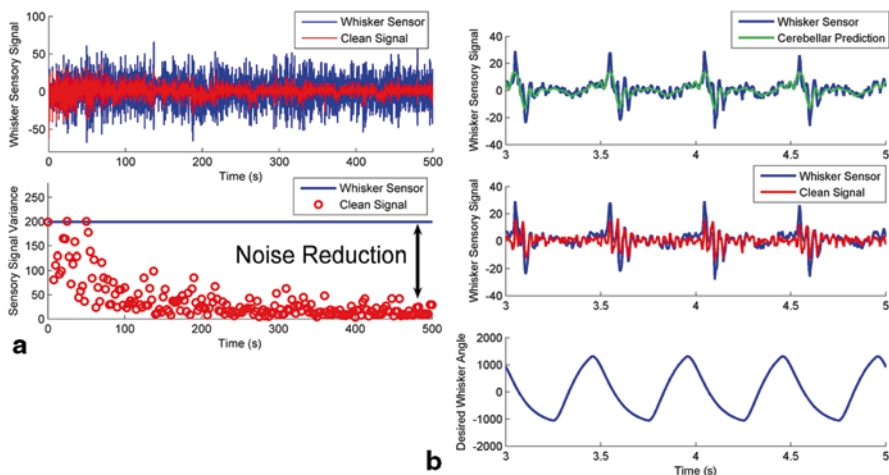 Whisker Sensor
Clean Signal
Whisker Sensory Signal
100
50
0
-50
0
100
200
300
400
500
Time (s)
Whisker Sensor
Clean Signal
Sensory Signal Variance
250
200
150
100
50
0
Noise Reduction
0
100
200
300
400
500
Time (s)
a
Whisker Sensor
Cerebellar Prediction
Whisker Sensory Signal
40
20
0
-20
-40
3
3.5
4
4.5
5
Whisker Sensor
Clean Signal
Whisker Sensory Signal
40
20
0
-20
-40
3
3.5
4
4.5
5
Desired Whisker Angle
2000
1000
0
-1000
-2000
3
3.5
4
4.5
5
Time (s)
b